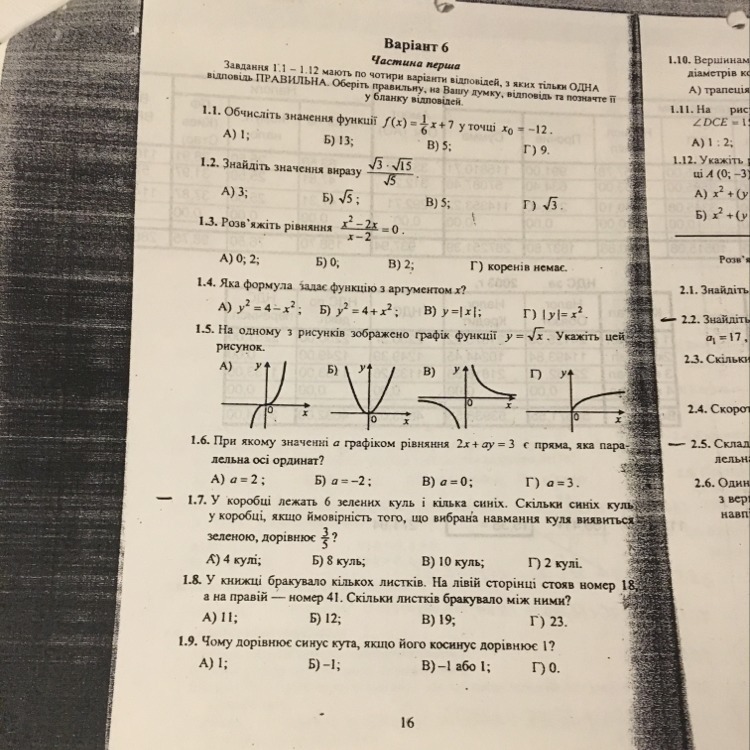 Варіант 6
Частина перша
Завдання 1.1 – 1.12 мають по чотири варіанти відповідей, з яких тільки ОДНА
відповідь ПРАВИЛЬНА. Оберіть правильну, на Вашу думку, відповідь та позначте її
у бланку відповідей.
1.1. Обчисліть значення функції f(x) = 1/6 x + 7 у точці x₀ = –12.
А) 1; Б) 13; В) 5; Г) 9.
1.2. Знайдіть значення виразу √3 · √15 / √5.
А) 3; Б) √5; В) 5; Г) √3.
1.3. Розв'яжіть рівняння x² – 2x / x – 2 = 0.
А) 0; 2; Б) 0; В) 2; Г) коренів немає.
1.4. Яка формула задає функцію з аргументом x?
А) y² = 4 – x²; Б) y² = 4 + x²; В) y = |x|; Г) |y| = x².
1.5. На одному з рисунків зображено графік функції y = √x. Укажіть цей
рисунок.
А) y 0 x Б) y 0 x В) y 0 x Г) y 0 x
1.6. При якому значенні a графіком рівняння 2x + ay = 3 є пряма, яка пара-
лельна осі ординат?
А) a = 2; Б) a = –2; В) a = 0; Г) a = 3.
1.7. У коробці лежать 6 зелених куль і кілька синіх. Скільки синіх куль
у коробці, якщо ймовірність того, що вибрана навмання куля виявиться
зеленою, дорівнює 3/5?
А) 4 кулі; Б) 8 куль; В) 10 куль; Г) 2 кулі.
1.8. У книжці бракувало кількох листків. На лівій сторінці стояв номер 18,
а на правій — номер 41. Скільки листків бракувало між ними?
А) 11; Б) 12; В) 19; Г) 23.
1.9. Чому дорівнює синус кута, якщо його косинус дорівнює 1?
А) 1; Б) –1; В) –1 або 1; Г) 0.
16
1.10. Вершинам
діаметрів ко
А) трапеція
1.11. На рис
∠DCE = 1
А) 1 : 2;
1.12. Укажіть р
ці A (0; –3)
А) x² + (y
Б) x² + (y
Розв'я
2.1. Знайдіть
2.2. Знайдіть
a₁ = 17,
2.3. Скільки
2.4. Скорот
2.5. Склад
лельн
2.6. Один
з вер
навп